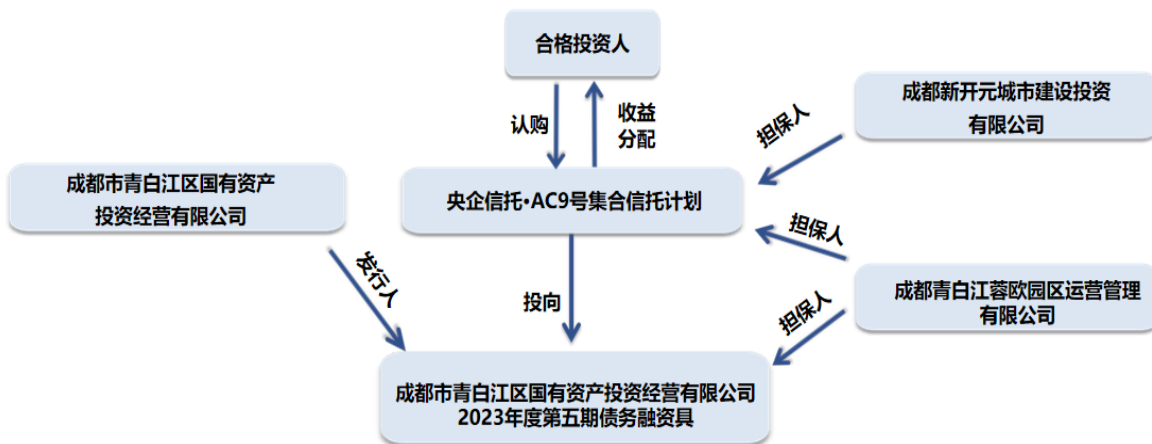 合格投资人
认购
收益
分配
成都新开元城市建设投资
有限公司
担保人
成都市青白江区国有资产
投资经营有限公司
央企信托•AC9号集合信托计划
担保人
发行人
投向
成都青白江蓉欧园区运营管理
有限公司
担保人
成都市青白江区国有资产投资经营有限公司
2023年度第五期债务融资具